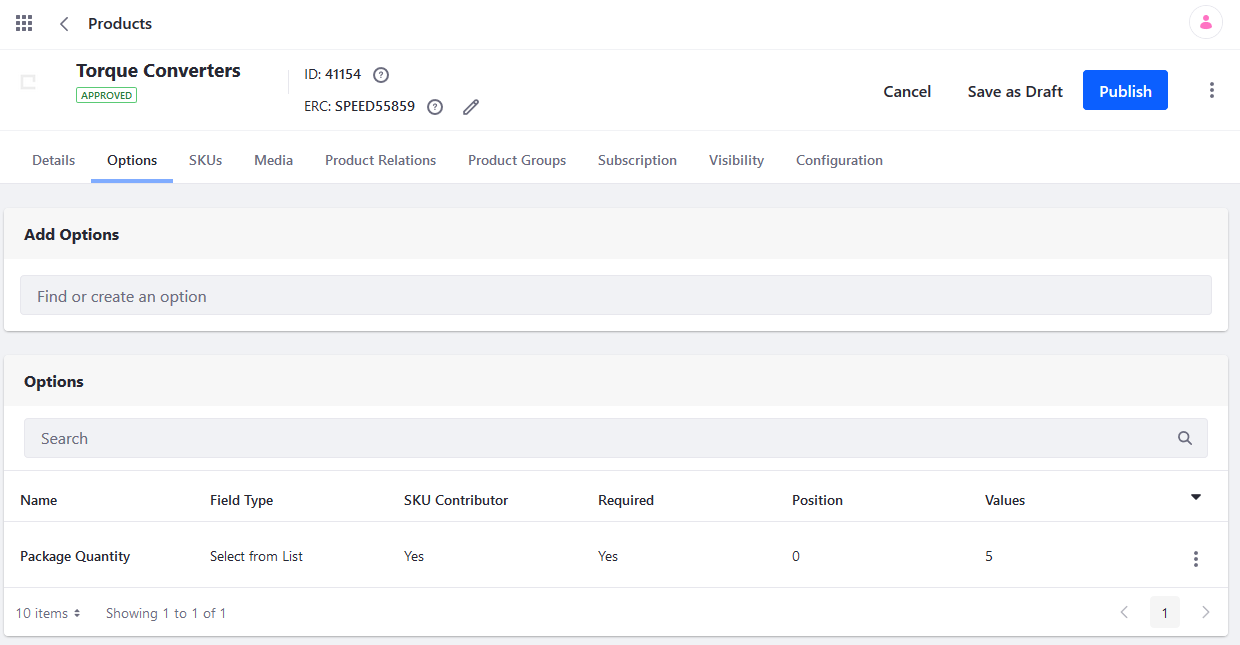 Products
Torque Converters
APPROVED
ID: 41154
ERC: SPEED55859
Cancel
Save as Draft
Publish
Details Options SKUs Media Product Relations Product Groups Subscription Visibility Configuration
Add Options
Find or create an option
Options
Search
Name Field Type SKU Contributor Required Position Values
Package Quantity Select from List Yes Yes 0 5
10 items Showing 1 to 1 of 1 1